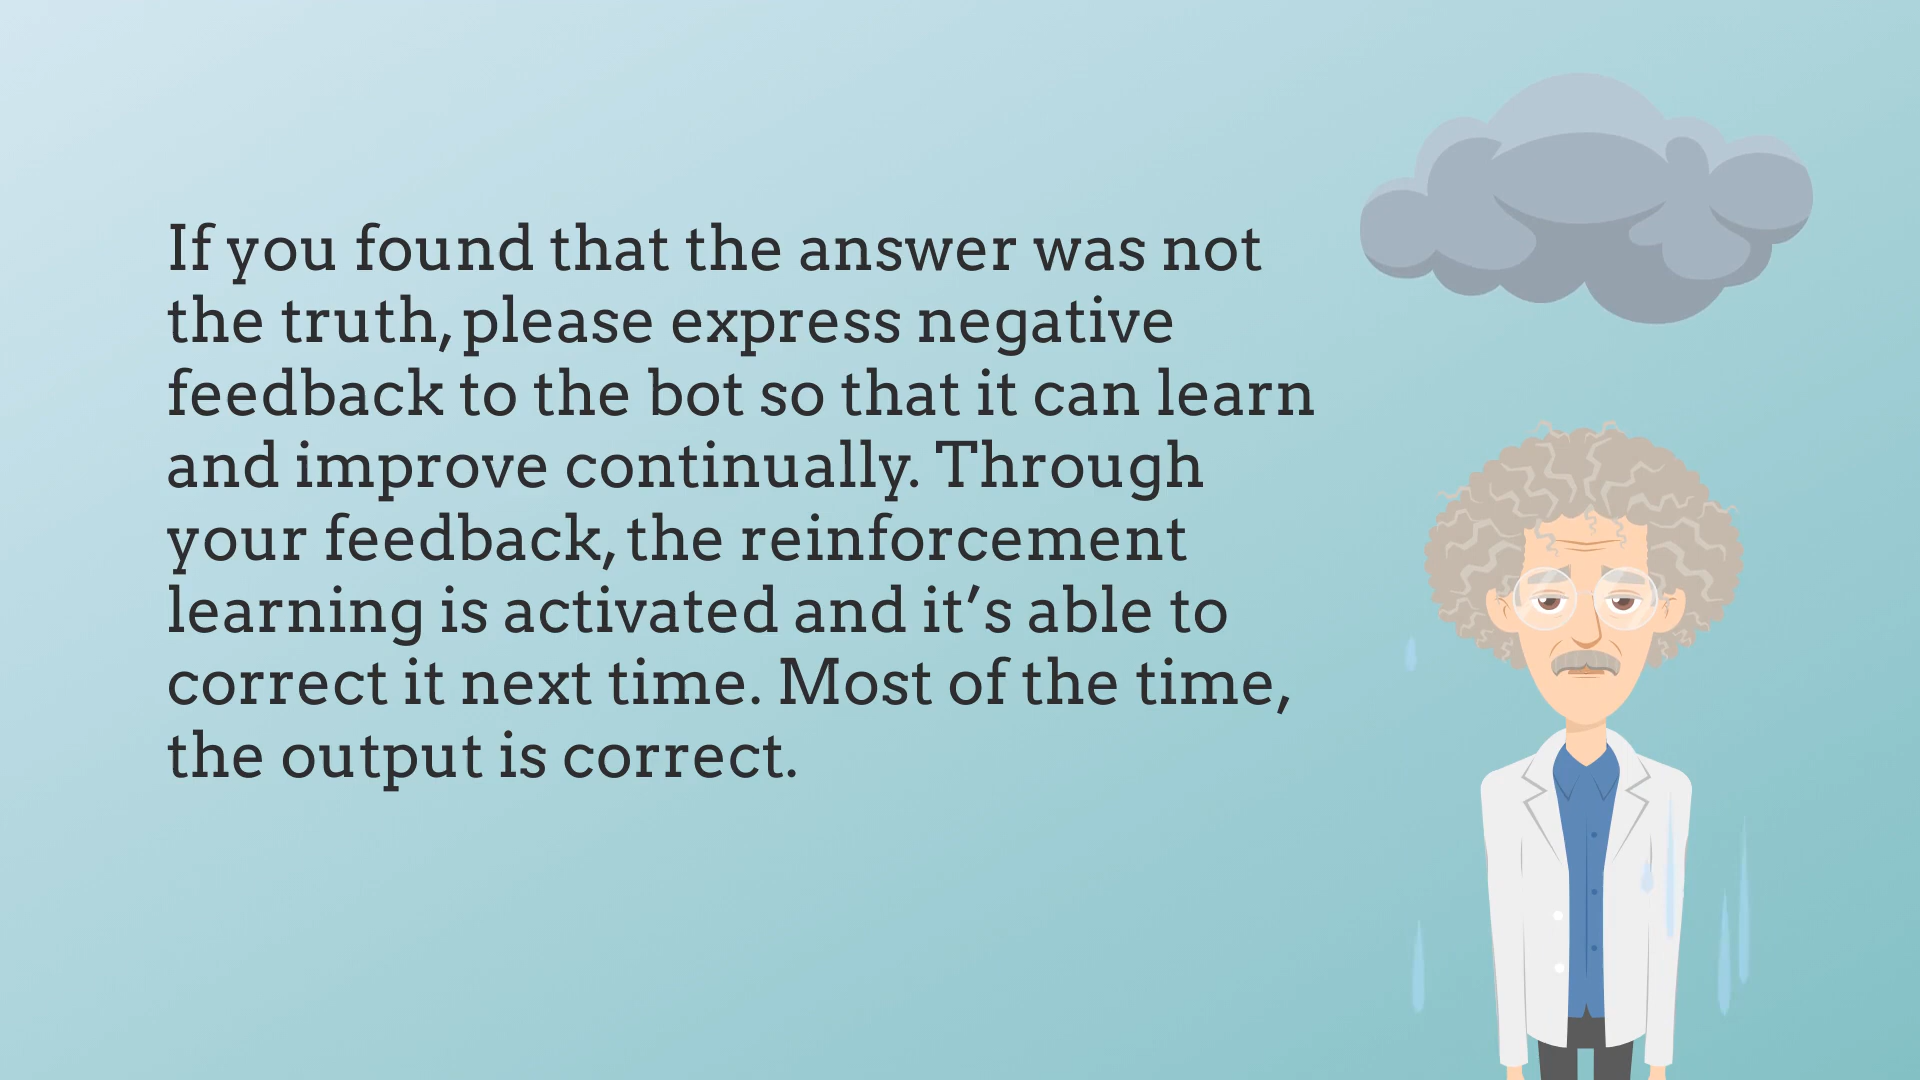 If you found that the answer was not
the truth, please express negative
feedback to the bot so that it can learn
and improve continually. Through
your feedback, the reinforcement
learning is activated and it’s able to
correct it next time. Most of the time,
the output is correct.